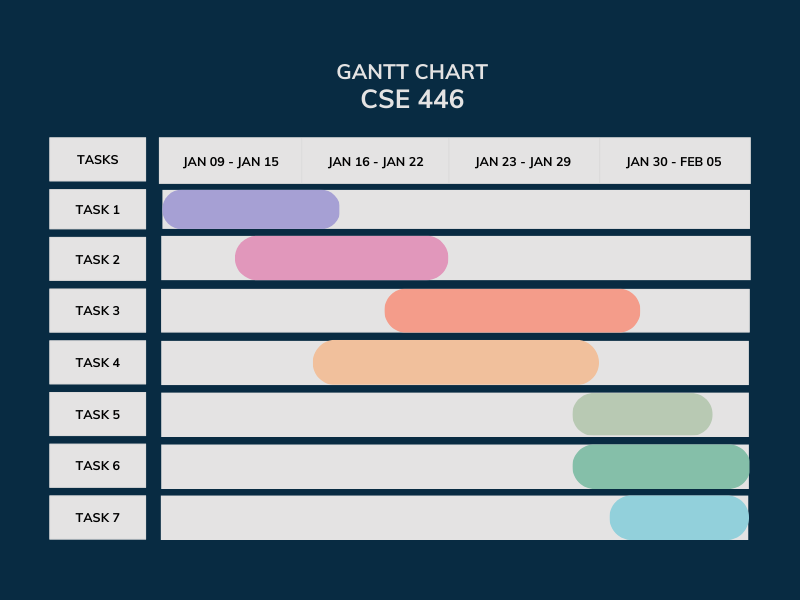 GANTT CHART
CSE 446
TASKS JAN 09 - JAN 15 JAN 16 - JAN 22 JAN 23 - JAN 29 JAN 30 - FEB 05
TASK 1
TASK 2
TASK 3
TASK 4
TASK 5
TASK 6
TASK 7